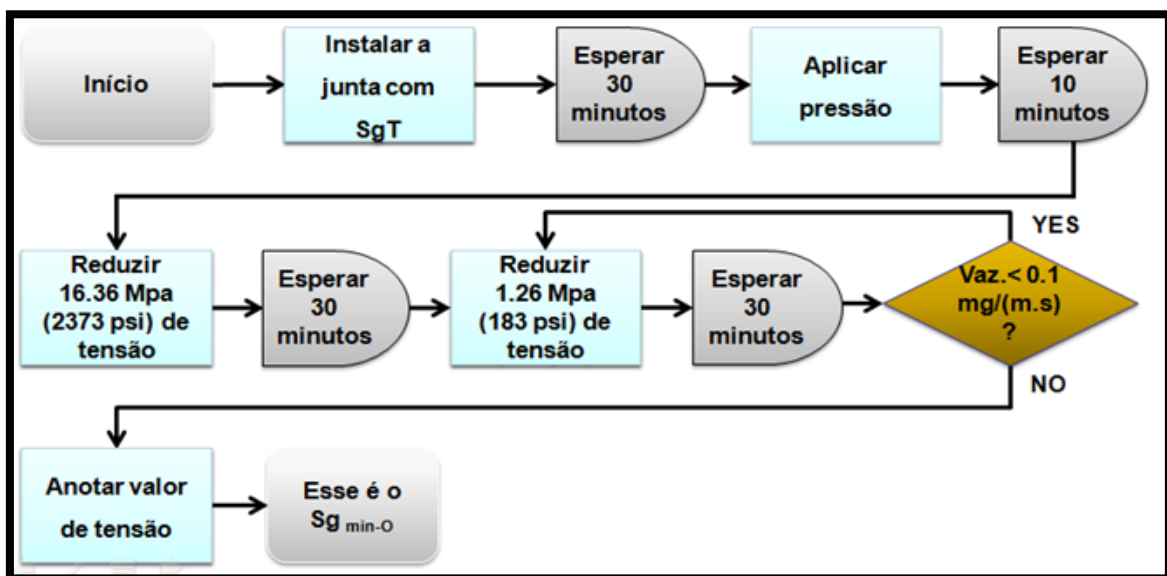 Início
Instalar a
junta com
SgT
Esperar
30
minutos
Aplicar
pressão
Esperar
10
minutos
Reduzir
16.36 Mpa
(2373 psi) de
tensão
Esperar
30
minutos
Reduzir
1.26 Mpa
(183 psi) de
tensão
Esperar
30
minutos
YES
Vaz.< 0.1
mg/(m.s)
?
NO
Anotar valor
de tensão
Esse é o
Sg min-O